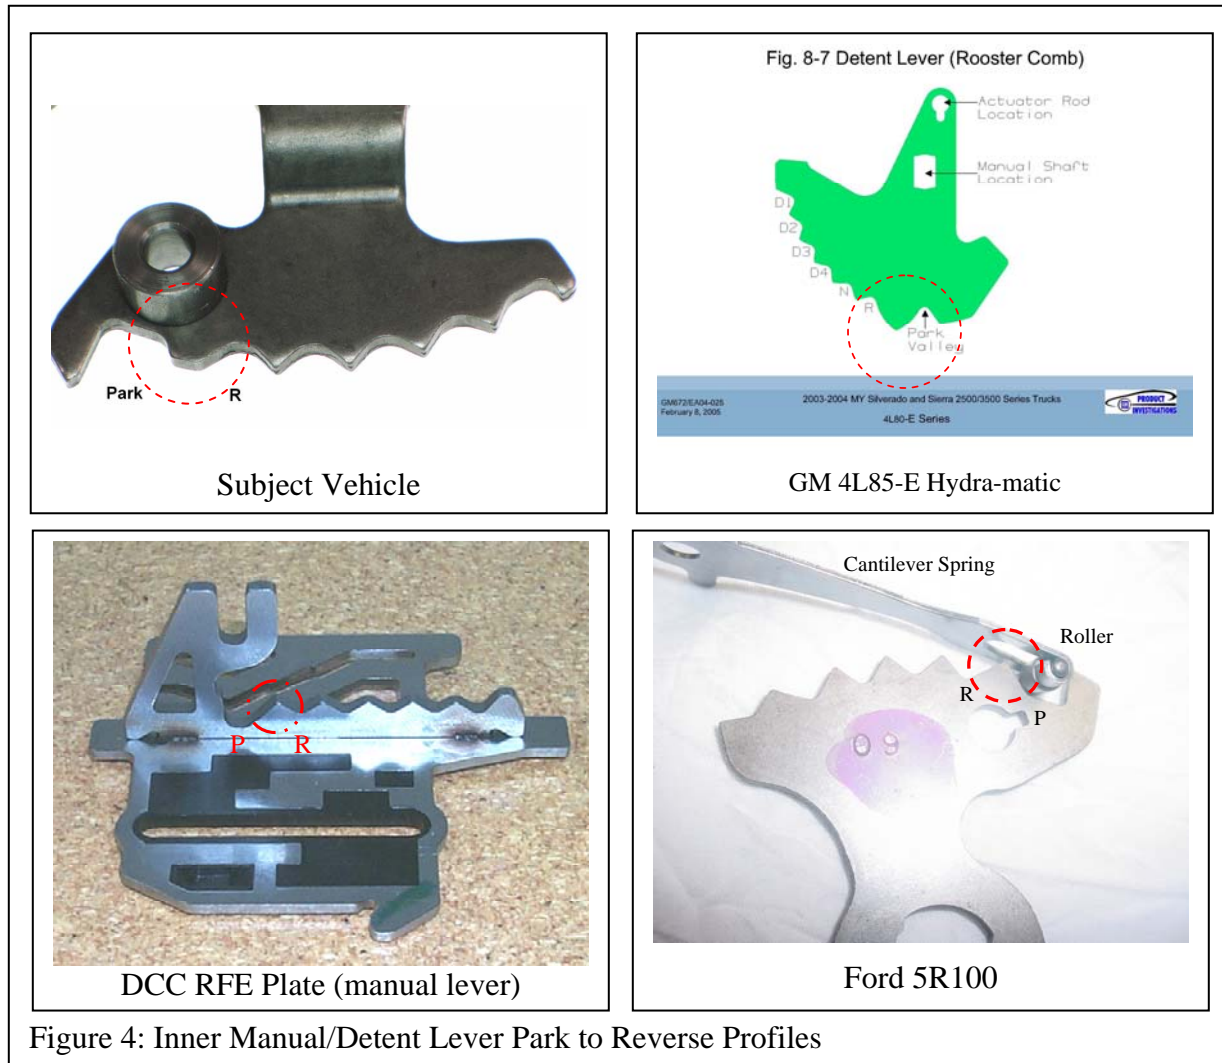 Park
R
Subject Vehicle
Fig. 8-7 Detent Lever (Rooster Comb)
Actuator Rod
Location
Manual Shaft
Location
D1
D2
D3
D4
N
R
Park
Valley
GM672/EA04-025
February 8, 2005
2003-2004 MY Silverado and Sierra 2500/3500 Series Trucks
4L80-E Series
PRODUCT
INVESTIGATIONS
GM 4L85-E Hydra-matic
P R
DCC RFE Plate (manual lever)
Cantilever Spring
Roller
R
P
0 9
Ford 5R100
Figure 4: Inner Manual/Detent Lever Park to Reverse Profiles